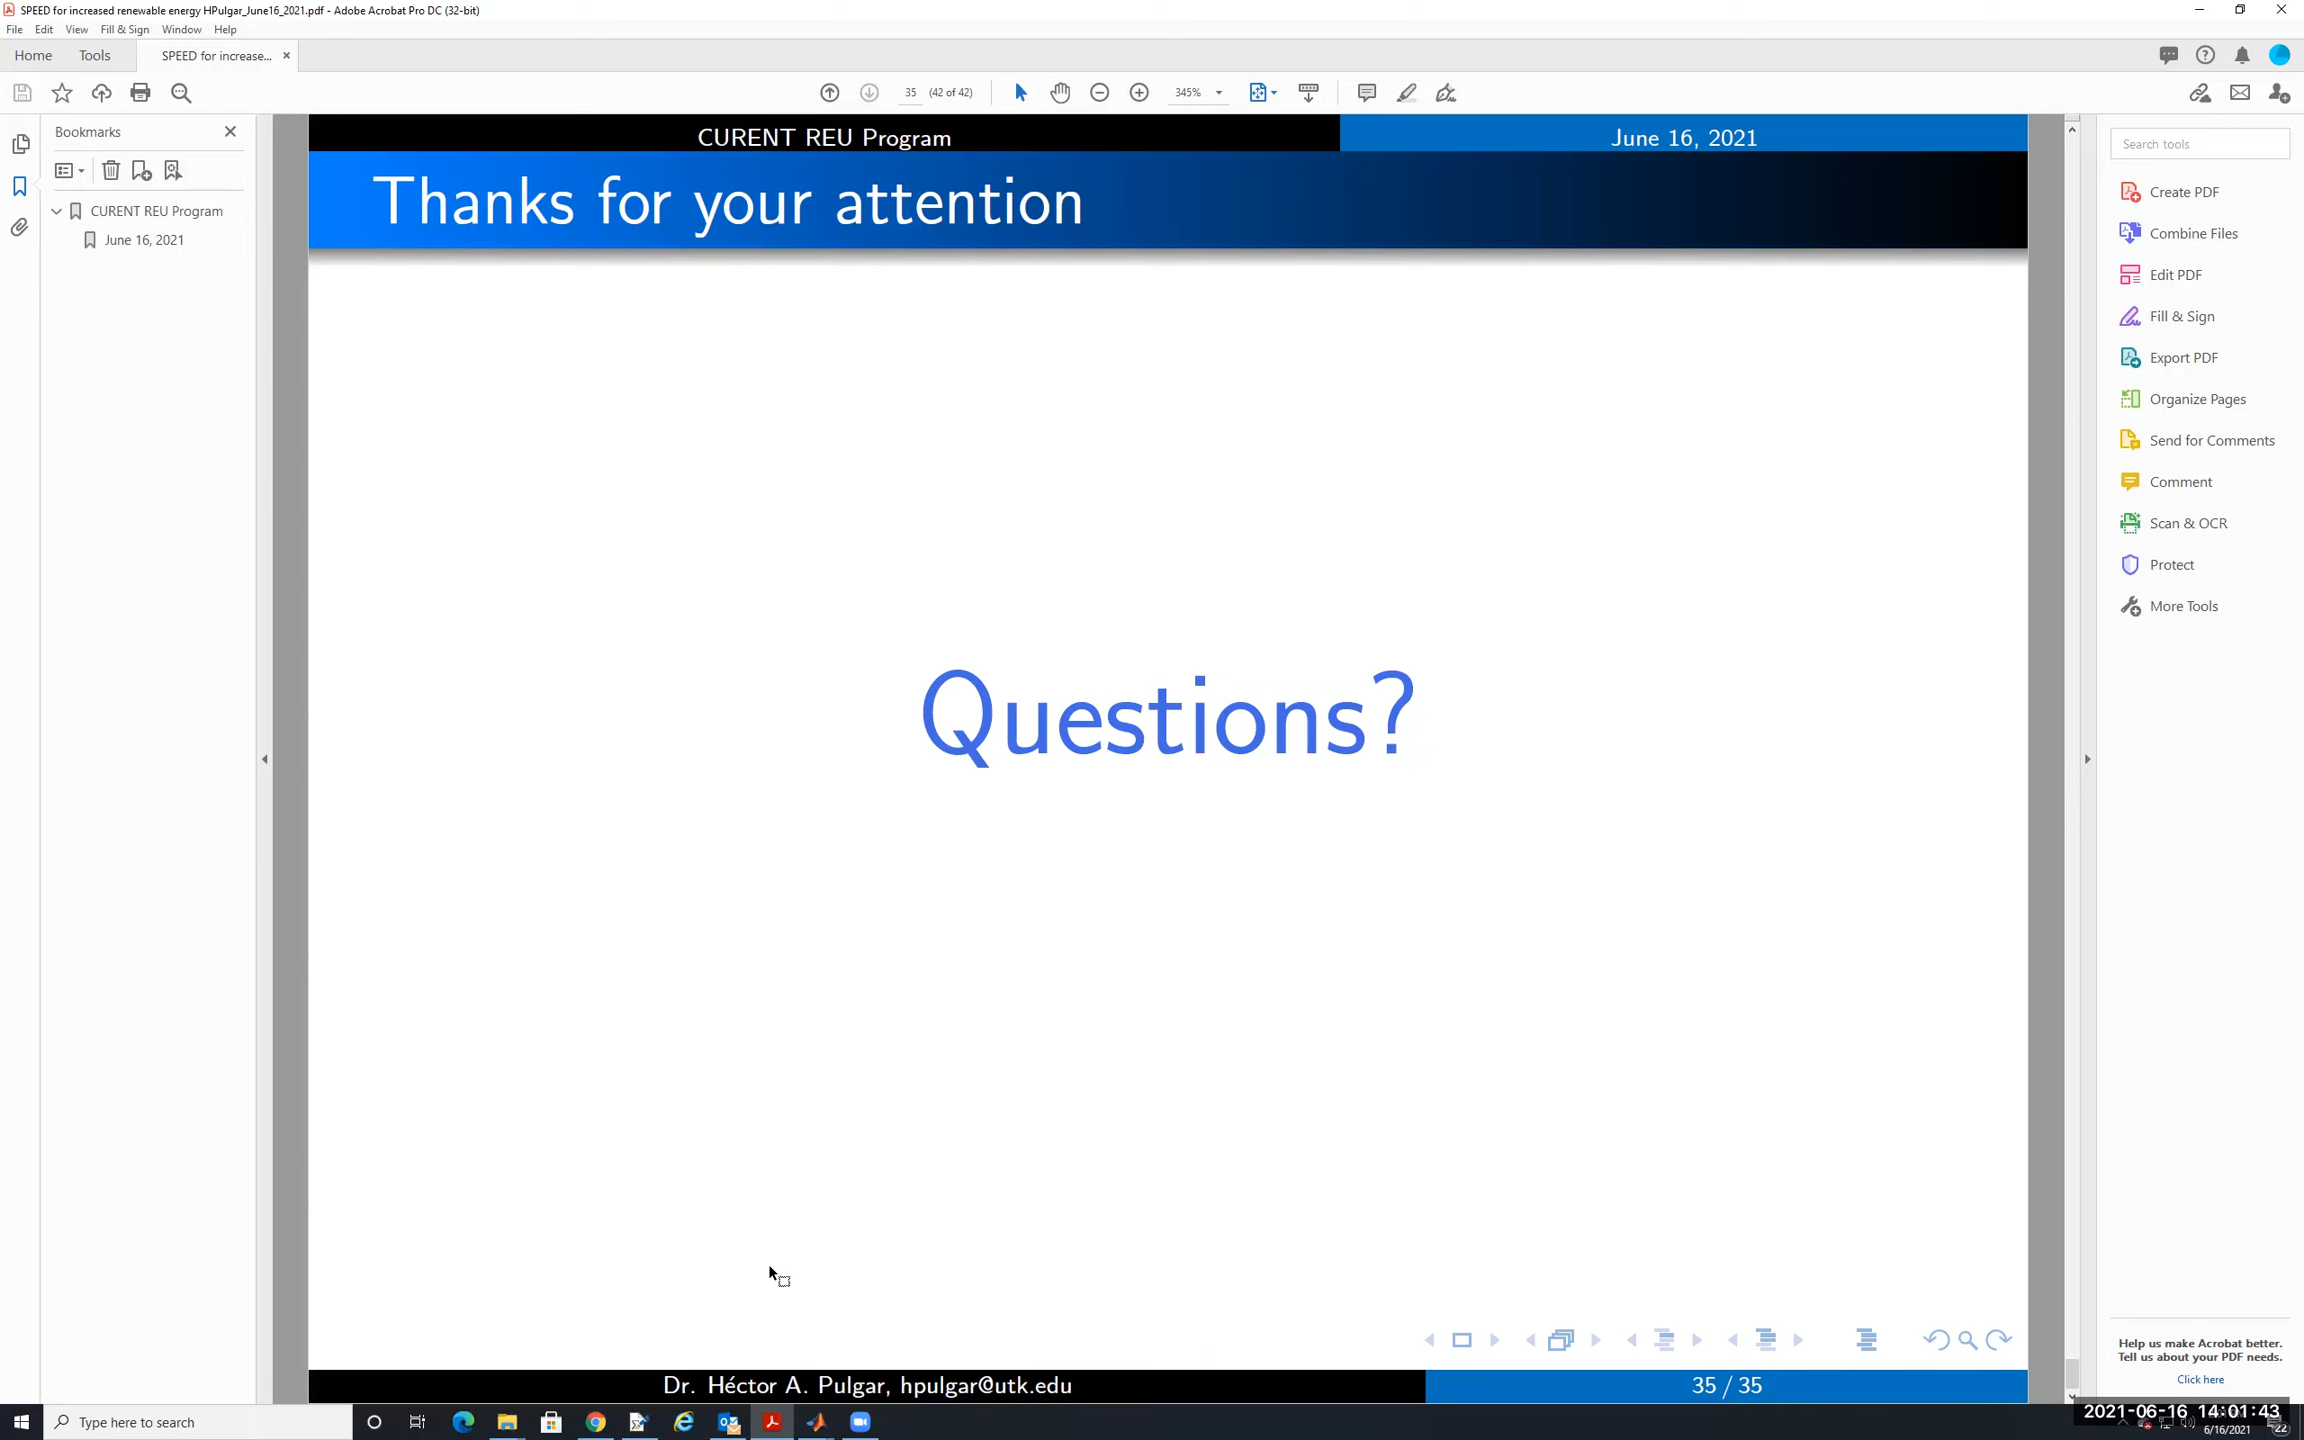 SPEED for increased renewable energy HPulgar_June16_2021.pdf - Adobe Acrobat Pro DC (32-bit)
File Edit View Fill & Sign Window Help
Home Tools SPEED for increase... ×
35 (42 of 42) 345%
Bookmarks
CURENT REU Program
June 16, 2021
CURENT REU Program June 16, 2021
Thanks for your attention
Questions?
Dr. Héctor A. Pulgar, hpulgar@utk.edu 35 / 35
Search tools
Create PDF
Combine Files
Edit PDF
Fill & Sign
Export PDF
Organize Pages
Send for Comments
Comment
Scan & OCR
Protect
More Tools
Help us make Acrobat better.
Tell us about your PDF needs.
Click here
Type here to search
2021-06-16 14:01:43
6/16/2021
22